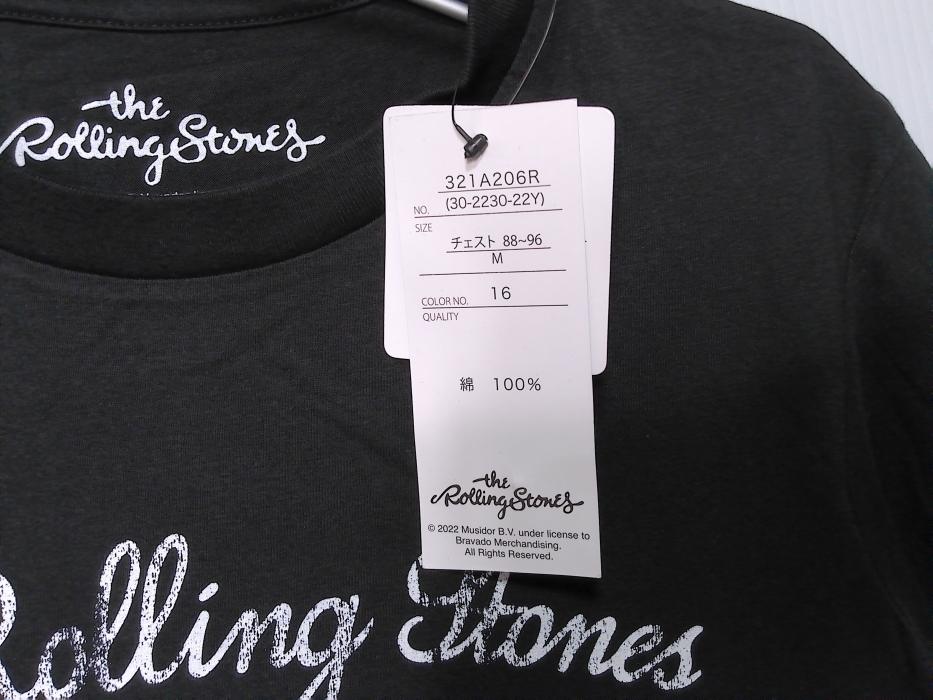 the
Rolling Stones
321A206R
NO. (30-2230-22Y)
SIZE
チェスト 88~96
M
COLOR NO. 16
QUALITY
綿 100%
the
Rolling Stones
© 2022 Musidor B.V. under license to
Bravado Merchandising.
All Rights Reserved.
Rolling Stones